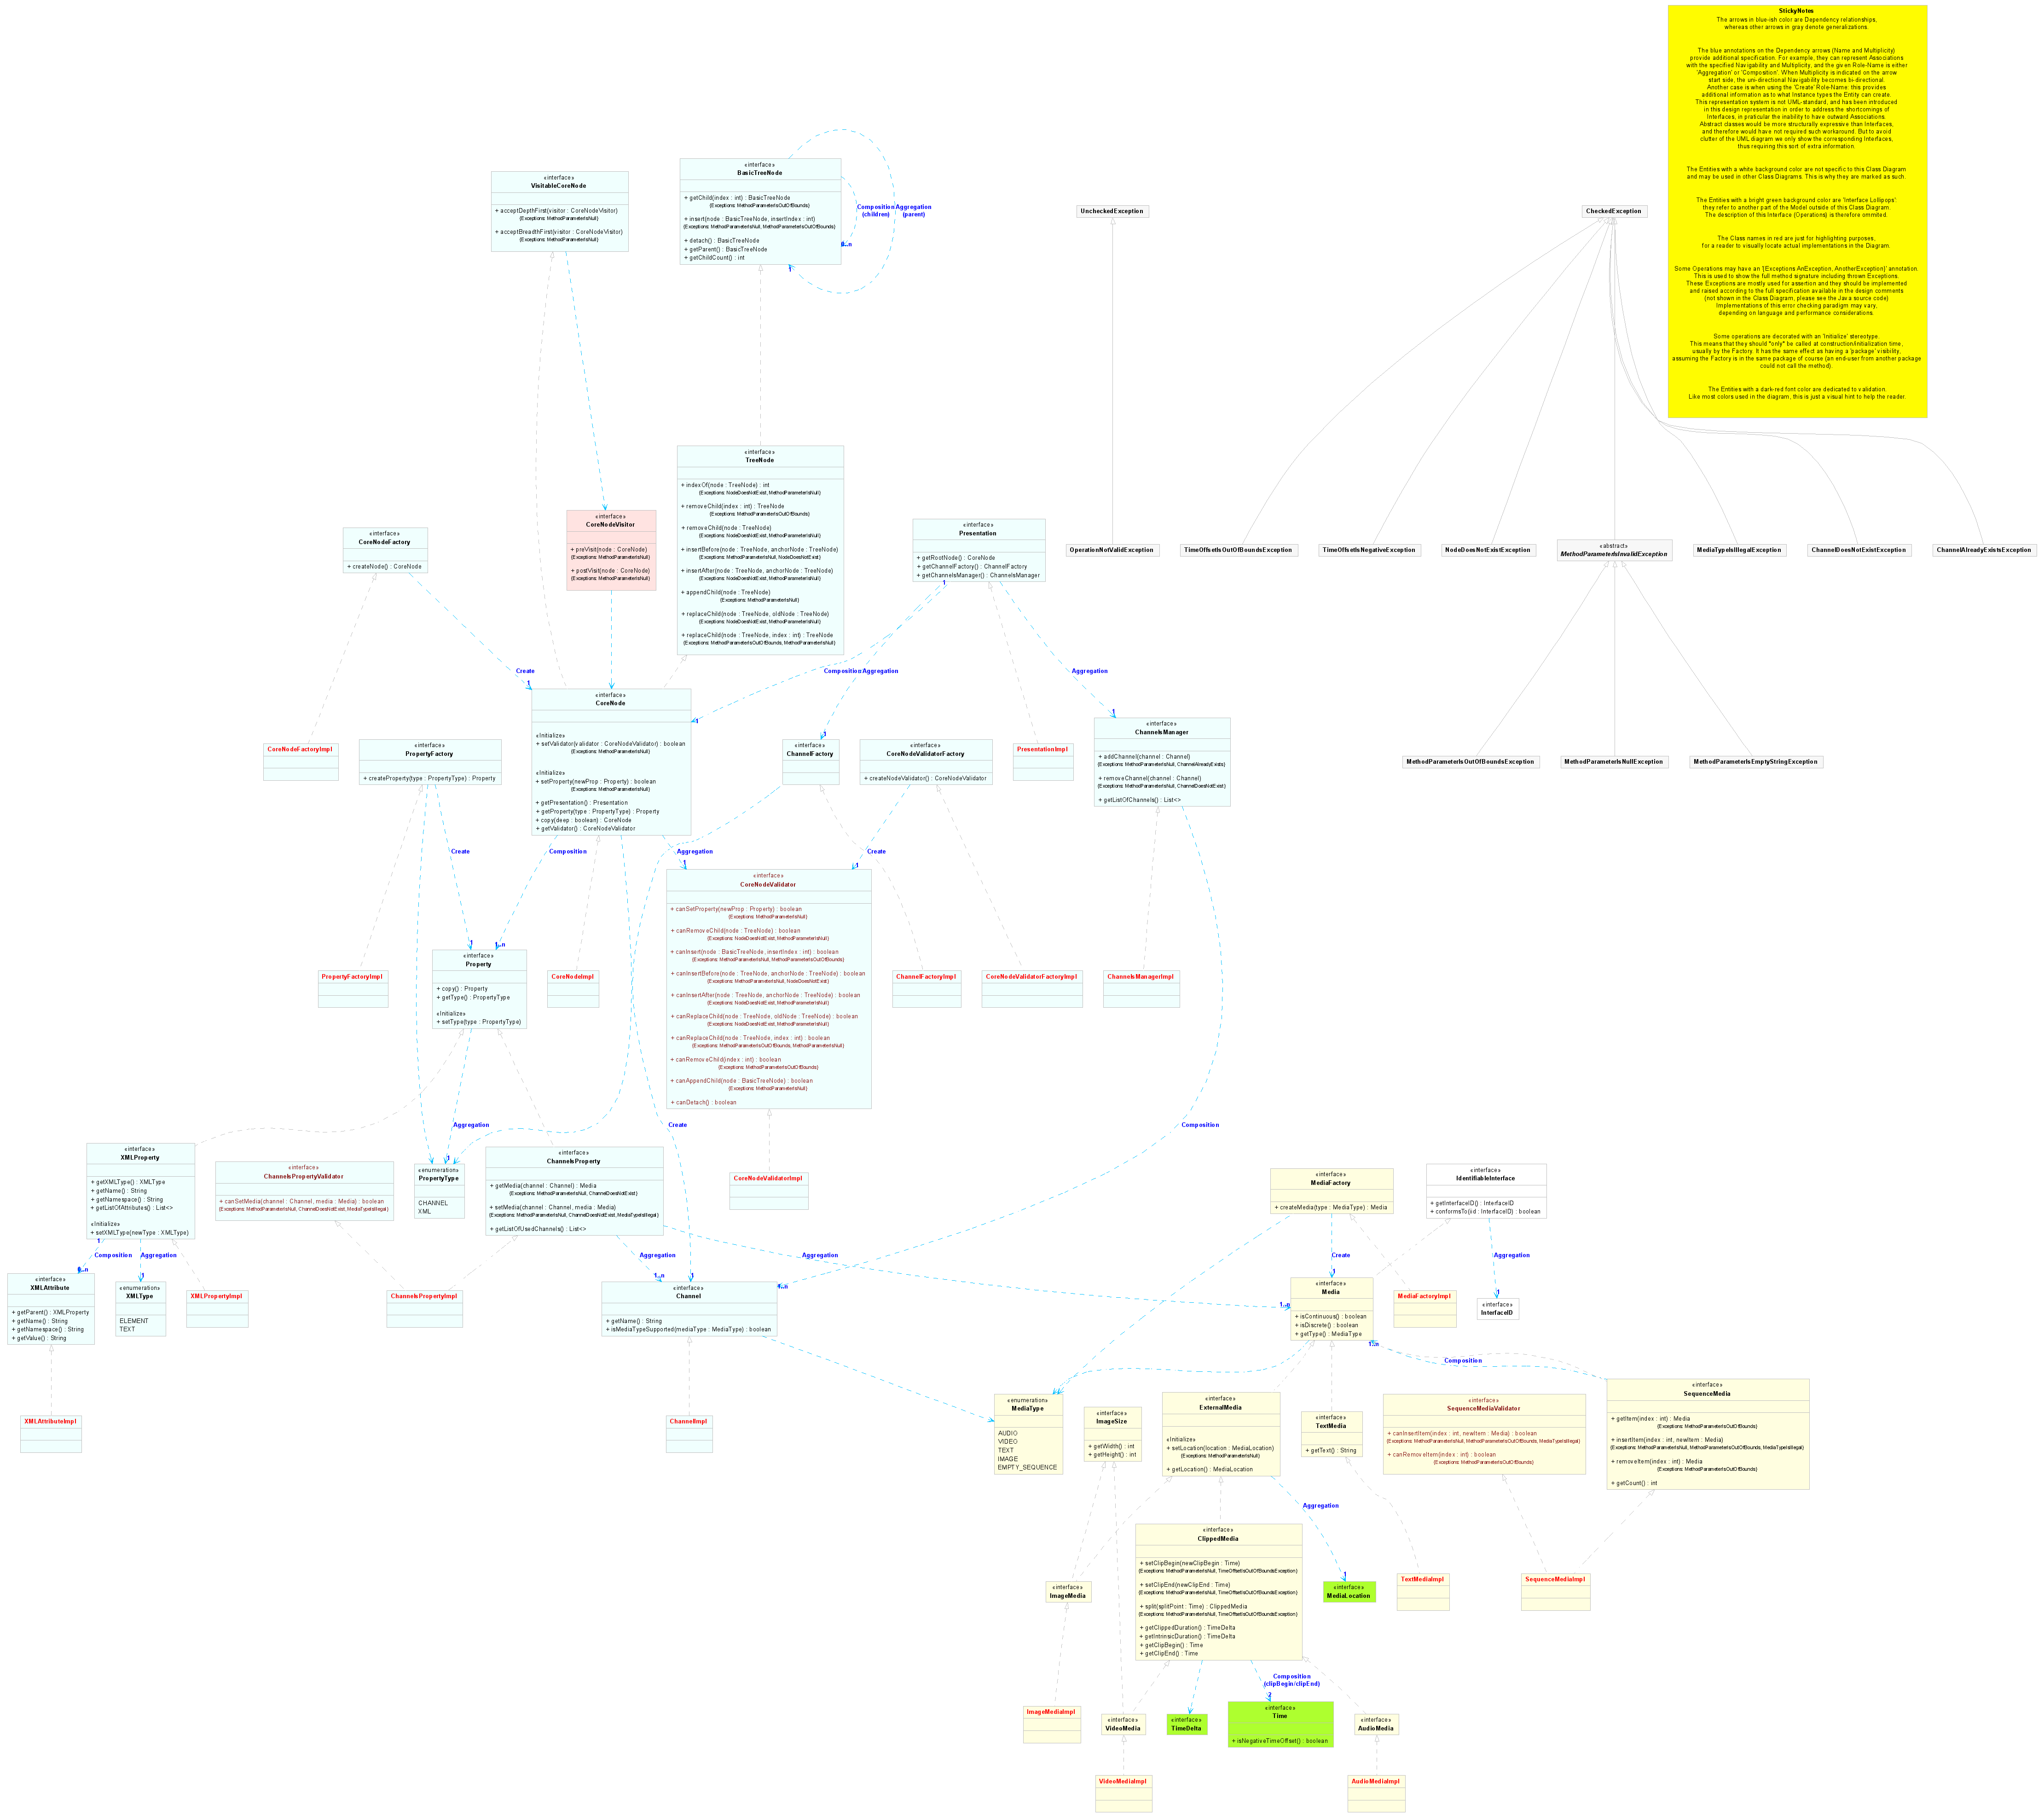 StickyNotes
The arrows in blue-ish color are Dependency relationships,
whereas other arrows in gray denote generalizations.
The blue annotations on the Dependency arrows (Name and Multiplicity)
provide additional specification. For example, they can represent Associations
with the specified Navigability and Multiplicity, and the given Role-Name is either
'Aggregation' or 'Composition'. When Multiplicity is indicated on the arrow
start side, the uni-directional Navigability becomes bi-directional.
Another case is when using the 'Create' Role-Name: this provides
additional information as to what Instance types the Entity can create.
This representation system is not UML-standard, and has been introduced
in this design representation in order to address the shortcomings of
Interfaces, in praticular the inability to have outward Associations.
Abstract classes would be more structurally expressive than Interfaces,
and therefore would have not required such workaround. But to avoid
clutter of the UML diagram we only show the corresponding Interfaces,
thus requiring this sort of extra information.
The Entities with a white background color are not specific to this Class Diagram
and may be used in other Class Diagrams. This is why they are marked as such.
The Entities with a bright green background color are 'Interface Lollipops':
they refer to another part of the Model outside of this Class Diagram.
The description of this Interface (Operations) is therefore ommited.
The Class names in red are just for highlighting purposes,
for a reader to visually locate actual implementations in the Diagram.
Some Operations may have an '{Exceptions: AnException, AnotherException}' annotation.
This is used to show the full method signature including thrown Exceptions.
These Exceptions are mostly used for assertion and they should be implemented
and raised according to the full specification available in the design comments
(not shown in the Class Diagram, please see the Java source code)
Implementations of this error checking paradigm may vary,
depending on language and performance considerations.
Some operations are decorated with an 'Initialize' stereotype.
This means that they should "only" be called at construction/initialization time,
usually by the Factory. It has the same effect as having a 'package' visibility,
assuming the Factory is in the same package of course (an end-user from another package
could not call the method).
The Entities with a dark-red font color are dedicated to validation.
Like most colors used in the diagram, this is just a visual hint to help the reader.
«interface»
VisitableCoreNode
+ acceptDepthFirst(visitor : CoreNodeVisitor)
{Exceptions: MethodParameterIsNull}
+ acceptBreadthFirst(visitor : CoreNodeVisitor)
{Exceptions: MethodParameterIsNull}
«interface»
BasicTreeNode
+ getChild(index : int) : BasicTreeNode
{Exceptions: MethodParameterIsOutOfBounds}
+ insert(node : BasicTreeNode, insertIndex : int)
{Exceptions: MethodParameterIsNull, MethodParameterIsOutOfBounds}
+ detach() : BasicTreeNode
+ getParent() : BasicTreeNode
+ getChildCount() : int
Composition
(children)
0..n
Aggregation
(parent)
1
UncheckedException
CheckedException
OperationNotValidException
TimeOffsetIsOutOfBoundsException
TimeOffsetIsNegativeException
NodeDoesNotExistException
«abstract»
MethodParameterIsInvalidException
MediaTypeIsIllegalException
ChannelDoesNotExistException
ChannelAlreadyExistsException
MethodParameterIsOutOfBoundsException
MethodParameterIsNullException
MethodParameterIsEmptyStringException
«interface»
TreeNode
+ indexOf(node : TreeNode) : int
{Exceptions: NodeDoesNotExist, MethodParameterIsNull}
+ removeChild(index : int) : TreeNode
{Exceptions: MethodParameterIsOutOfBounds}
+ removeChild(node : TreeNode)
{Exceptions: NodeDoesNotExist, MethodParameterIsNull}
+ insertBefore(node : TreeNode, anchorNode : TreeNode)
{Exceptions: MethodParameterIsNull, NodeDoesNotExist}
+ insertAfter(node : TreeNode, anchorNode : TreeNode)
{Exceptions: NodeDoesNotExist, MethodParameterIsNull}
+ appendChild(node : TreeNode)
{Exceptions: MethodParameterIsNull}
+ replaceChild(node : TreeNode, oldNode : TreeNode)
{Exceptions: NodeDoesNotExist, MethodParameterIsNull}
+ replaceChild(node : TreeNode, index : int) : TreeNode
{Exceptions: MethodParameterIsOutOfBounds, MethodParameterIsNull}
«interface»
CoreNodeVisitor
+ preVisit(node : CoreNode)
{Exceptions: MethodParameterIsNull}
+ postVisit(node : CoreNode)
{Exceptions: MethodParameterIsNull}
«interface»
CoreNodeFactory
+ createNode() : CoreNode
Create
1
«interface»
Presentation
+ getRootNode() : CoreNode
+ getChannelFactory() : ChannelFactory
+ getChannelsManager() : ChannelsManager
1
Composition
Aggregation
Aggregation
1
1
1
CoreNodeFactoryImpl
«interface»
PropertyFactory
+ createProperty(type : PropertyType) : Property
«interface»
CoreNode
«Initialize»
+ setValidator(validator : CoreNodeValidator) : boolean
{Exceptions: MethodParameterIsNull}
«Initialize»
+ setProperty(newProp : Property) : boolean
{Exceptions: MethodParameterIsNull}
+ getPresentation() : Presentation
+ getProperty(type : PropertyType) : Property
+ copy(deep : boolean) : CoreNode
+ getValidator() : CoreNodeValidator
«interface»
ChannelFactory
«interface»
CoreNodeValidatorFactory
+ createNodeValidator() : CoreNodeValidator
PresentationImpl
«interface»
ChannelsManager
+ addChannel(channel : Channel)
{Exceptions: MethodParameterIsNull, ChannelAlreadyExists}
+ removeChannel(channel : Channel)
{Exceptions: MethodParameterIsNull, ChannelDoesNotExist}
+ getListOfChannels() : List<>
Create
1
Composition
1..n
Aggregation
1
Create
1
«interface»
CoreNodeValidator
+ canSetProperty(newProp : Property) : boolean
{Exceptions: MethodParameterIsNull}
+ canRemoveChild(node : TreeNode) : boolean
{Exceptions: NodeDoesNotExist, MethodParameterIsNull}
+ canInsert(node : BasicTreeNode, insertIndex : int) : boolean
{Exceptions: MethodParameterIsNull, MethodParameterIsOutOfBounds}
+ canInsertBefore(node : TreeNode, anchorNode : TreeNode) : boolean
{Exceptions: MethodParameterIsNull, NodeDoesNotExist}
+ canInsertAfter(node : TreeNode, anchorNode : TreeNode) : boolean
{Exceptions: NodeDoesNotExist, MethodParameterIsNull}
+ canReplaceChild(node : TreeNode, oldNode : TreeNode) : boolean
{Exceptions: NodeDoesNotExist, MethodParameterIsNull}
+ canReplaceChild(node : TreeNode, index : int) : boolean
{Exceptions: MethodParameterIsOutOfBounds, MethodParameterIsNull}
+ canRemoveChild(index : int) : boolean
{Exceptions: MethodParameterIsOutOfBounds}
+ canAppendChild(node : BasicTreeNode) : boolean
{Exceptions: MethodParameterIsNull}
+ canDetach() : boolean
PropertyFactoryImpl
«interface»
Property
+ copy() : Property
+ getType() : PropertyType
«Initialize»
+ setType(type : PropertyType)
CoreNodeImpl
ChannelFactoryImpl
CoreNodeValidatorFactoryImpl
ChannelsManagerImpl
Aggregation
1
Create
1
Composition
0..n
«interface»
XMLProperty
+ getXMLType() : XMLType
+ getName() : String
+ getNamespace() : String
+ getListOfAttributes() : List<>
«Initialize»
+ setXMLType(newType : XMLType)
1
Composition
0..n
Aggregation
1
«interface»
ChannelsPropertyValidator
+ canSetMedia(channel : Channel, media : Media) : boolean
{Exceptions: MethodParameterIsNull, ChannelDoesNotExist, MediaTypeIsIllegal}
«enumeration»
PropertyType
CHANNEL
XML
«interface»
ChannelsProperty
+ getMedia(channel : Channel) : Media
{Exceptions: MethodParameterIsNull, ChannelDoesNotExist}
+ setMedia(channel : Channel, media : Media)
{Exceptions: MethodParameterIsNull, ChannelDoesNotExist, MediaTypeIsIllegal}
+ getListOfUsedChannels() : List<>
Aggregation
1..n
Aggregation
1..n
CoreNodeValidatorImpl
«interface»
MediaFactory
+ createMedia(type : MediaType) : Media
Create
1
«interface»
IdentifiableInterface
+ getInterfaceID() : InterfaceID
+ conformsTo(iid : InterfaceID) : boolean
Aggregation
1
«interface»
XMLAttribute
+ getParent() : XMLProperty
+ getName() : String
+ getNamespace() : String
+ getValue() : String
«enumeration»
XMLType
ELEMENT
TEXT
XMLPropertyImpl
ChannelsPropertyImpl
«interface»
Channel
+ getName() : String
+ isMediaTypeSupported(mediaType : MediaType) : boolean
«interface»
Media
+ isContinuous() : boolean
+ isDiscrete() : boolean
+ getType() : MediaType
MediaFactoryImpl
«interface»
InterfaceID
1..n
Composition
XMLAttributeImpl
ChannelImpl
«enumeration»
MediaType
AUDIO
VIDEO
TEXT
IMAGE
EMPTY_SEQUENCE
«interface»
ImageSize
+ getWidth() : int
+ getHeight() : int
«interface»
ExternalMedia
«Initialize»
+ setLocation(location : MediaLocation)
{Exceptions: MethodParameterIsNull}
+ getLocation() : MediaLocation
«interface»
TextMedia
+ getText() : String
«interface»
SequenceMediaValidator
+ canInsertItem(index : int, newItem : Media) : boolean
{Exceptions: MethodParameterIsNull, MethodParameterIsOutOfBounds, MediaTypeIsIllegal}
+ canRemoveItem(index : int) : boolean
{Exceptions: MethodParameterIsOutOfBounds}
«interface»
SequenceMedia
+ getItem(index : int) : Media
{Exceptions: MethodParameterIsOutOfBounds}
+ insertItem(index : int, newItem : Media)
{Exceptions: MethodParameterIsNull, MethodParameterIsOutOfBounds, MediaTypeIsIllegal}
+ removeItem(index : int) : Media
{Exceptions: MethodParameterIsOutOfBounds}
+ getCount() : int
Aggregation
1
«interface»
ClippedMedia
+ setClipBegin(newClipBegin : Time)
{Exceptions: MethodParameterIsNull, TimeOffsetIsOutOfBoundsException}
+ setClipEnd(newClipEnd : Time)
{Exceptions: MethodParameterIsNull, TimeOffsetIsOutOfBoundsException}
+ split(splitPoint : Time) : ClippedMedia
{Exceptions: MethodParameterIsNull, TimeOffsetIsOutOfBoundsException}
+ getClippedDuration() : TimeDelta
+ getIntrinsicDuration() : TimeDelta
+ getClipBegin() : Time
+ getClipEnd() : Time
«interface»
ImageMedia
«interface»
MediaLocation
TextMediaImpl
SequenceMediaImpl
Composition
(clipBegin/clipEnd)
2
ImageMediaImpl
«interface»
VideoMedia
«interface»
TimeDelta
«interface»
Time
+ isNegativeTimeOffset() : boolean
«interface»
AudioMedia
VideoMediaImpl
AudioMediaImpl